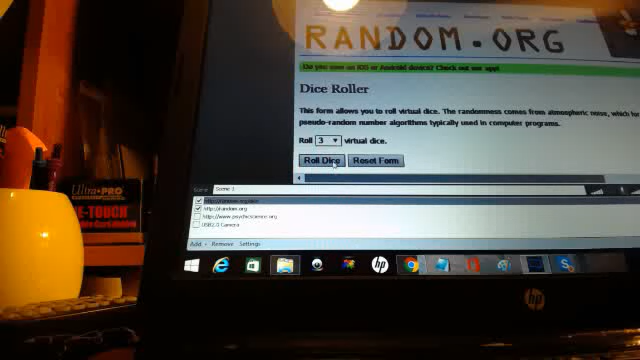 RANDOM.ORG
Do you own an iOS or Android device? Check out our app!
Dice Roller
This form allows you to roll virtual dice. The randomness comes from atmospheric noise, which for
pseudo-random number algorithms typically used in computer programs.
Roll 3 virtual dice.
Roll Dice Reset Form
Scene 1
http://random.org
http://www.psychicscience.org
USB2.0 Camera
Add Remove Settings
ULTRA·PRO
E-TOUCH
hp
hp